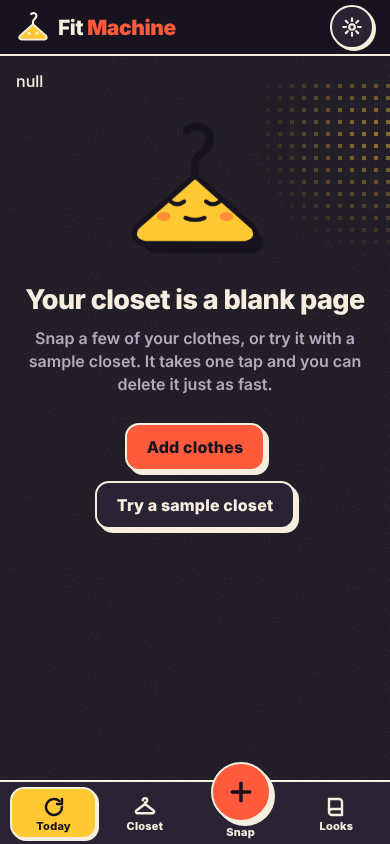 Fit Machine
null
Your closet is a blank page
Snap a few of your clothes, or try it with a
sample closet. It takes one tap and you can
delete it just as fast.
Add clothes
Try a sample closet
Today
Closet
Snap
Looks